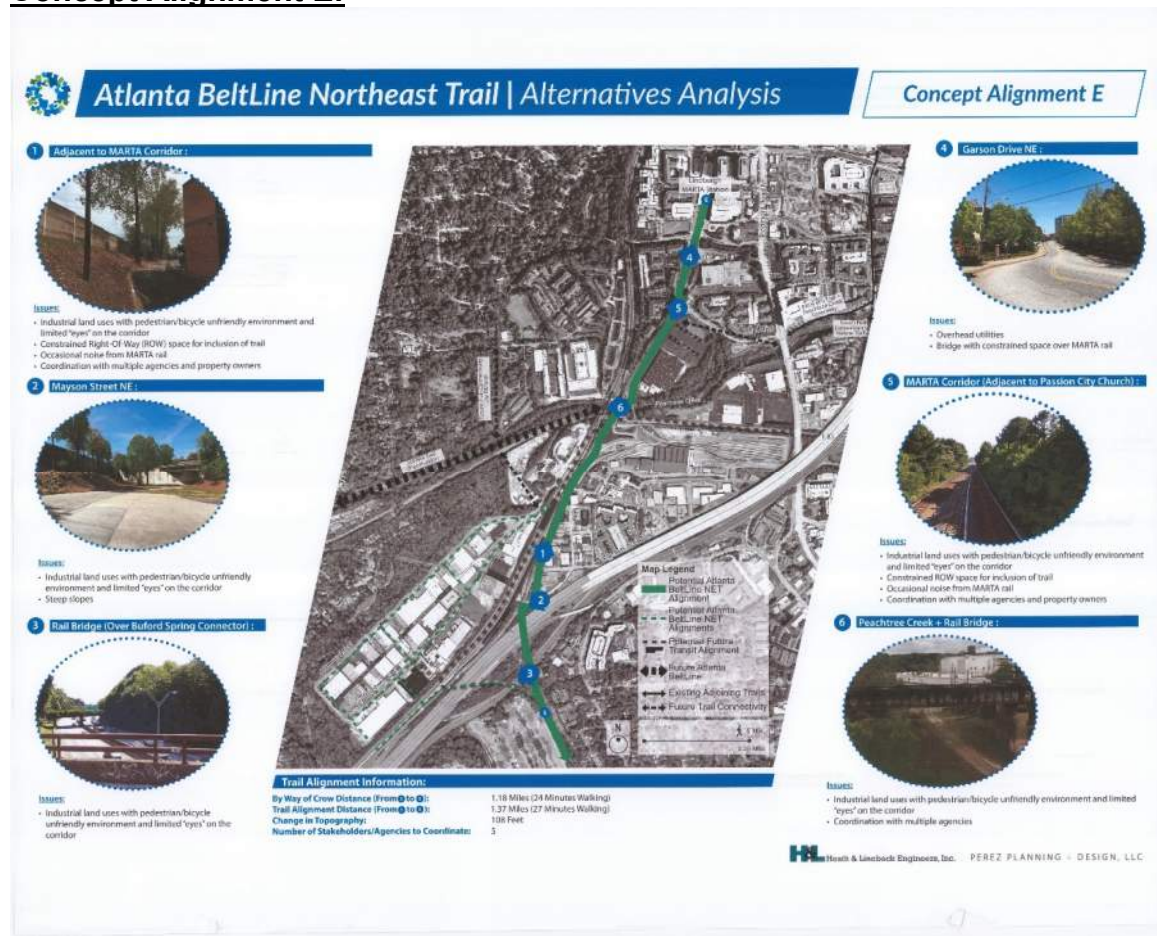 Concept Alignment E:
Atlanta BeltLine Northeast Trail | Alternatives Analysis
Concept Alignment E
1 Adjacent to MARTA Corridor :
Issues:
• Industrial land uses with pedestrian/bicycle unfriendly environment and
limited "eyes" on the corridor
• Constrained Right-Of-Way (ROW) space for inclusion of trail
• Occasional noise from MARTA rail
• Coordination with multiple agencies and property owners
2 Mayson Street NE :
Issues:
• Industrial land uses with pedestrian/bicycle unfriendly
environment and limited "eyes" on the corridor
• Steep slopes
3 Rail Bridge (Over Buford Spring Connector) :
Issues:
• Industrial land uses with pedestrian/bicycle
unfriendly environment and limited "eyes" on the
corridor
MARTA Station
4
5
6
1
2
3
Map Legend
Potential Atlanta
BeltLine NET
Alignment
Potential Atlanta
BeltLine NET
Alignments
Potential Future
Transit Alignment
Future Atlanta
BeltLine
Existing Adjoining Trails
Future Trail Connectivity
N
Trail Alignment Information:
By Way of Crow Distance (From to ): 1.18 Miles (24 Minutes Walking)
Trail Alignment Distance (From to ): 1.37 Miles (27 Minutes Walking)
Change in Topography: 108 Feet
Number of Stakeholders/Agencies to Coordinate: 5
4 Garson Drive NE :
Issues:
• Overhead utilities
• Bridge with constrained space over MARTA rail
5 MARTA Corridor (Adjacent to Passion City Church) :
Issues:
• Industrial land uses with pedestrian/bicycle unfriendly environment
and limited "eyes" on the corridor
• Constrained ROW space for inclusion of trail
• Occasional noise from MARTA rail
• Coordination with multiple agencies and property owners
6 Peachtree Creek + Rail Bridge :
Issues:
• Industrial land uses with pedestrian/bicycle unfriendly environment and limited
"eyes" on the corridor
• Coordination with multiple agencies
Heath & Lineback Engineers, Inc. PEREZ PLANNING + DESIGN, LLC